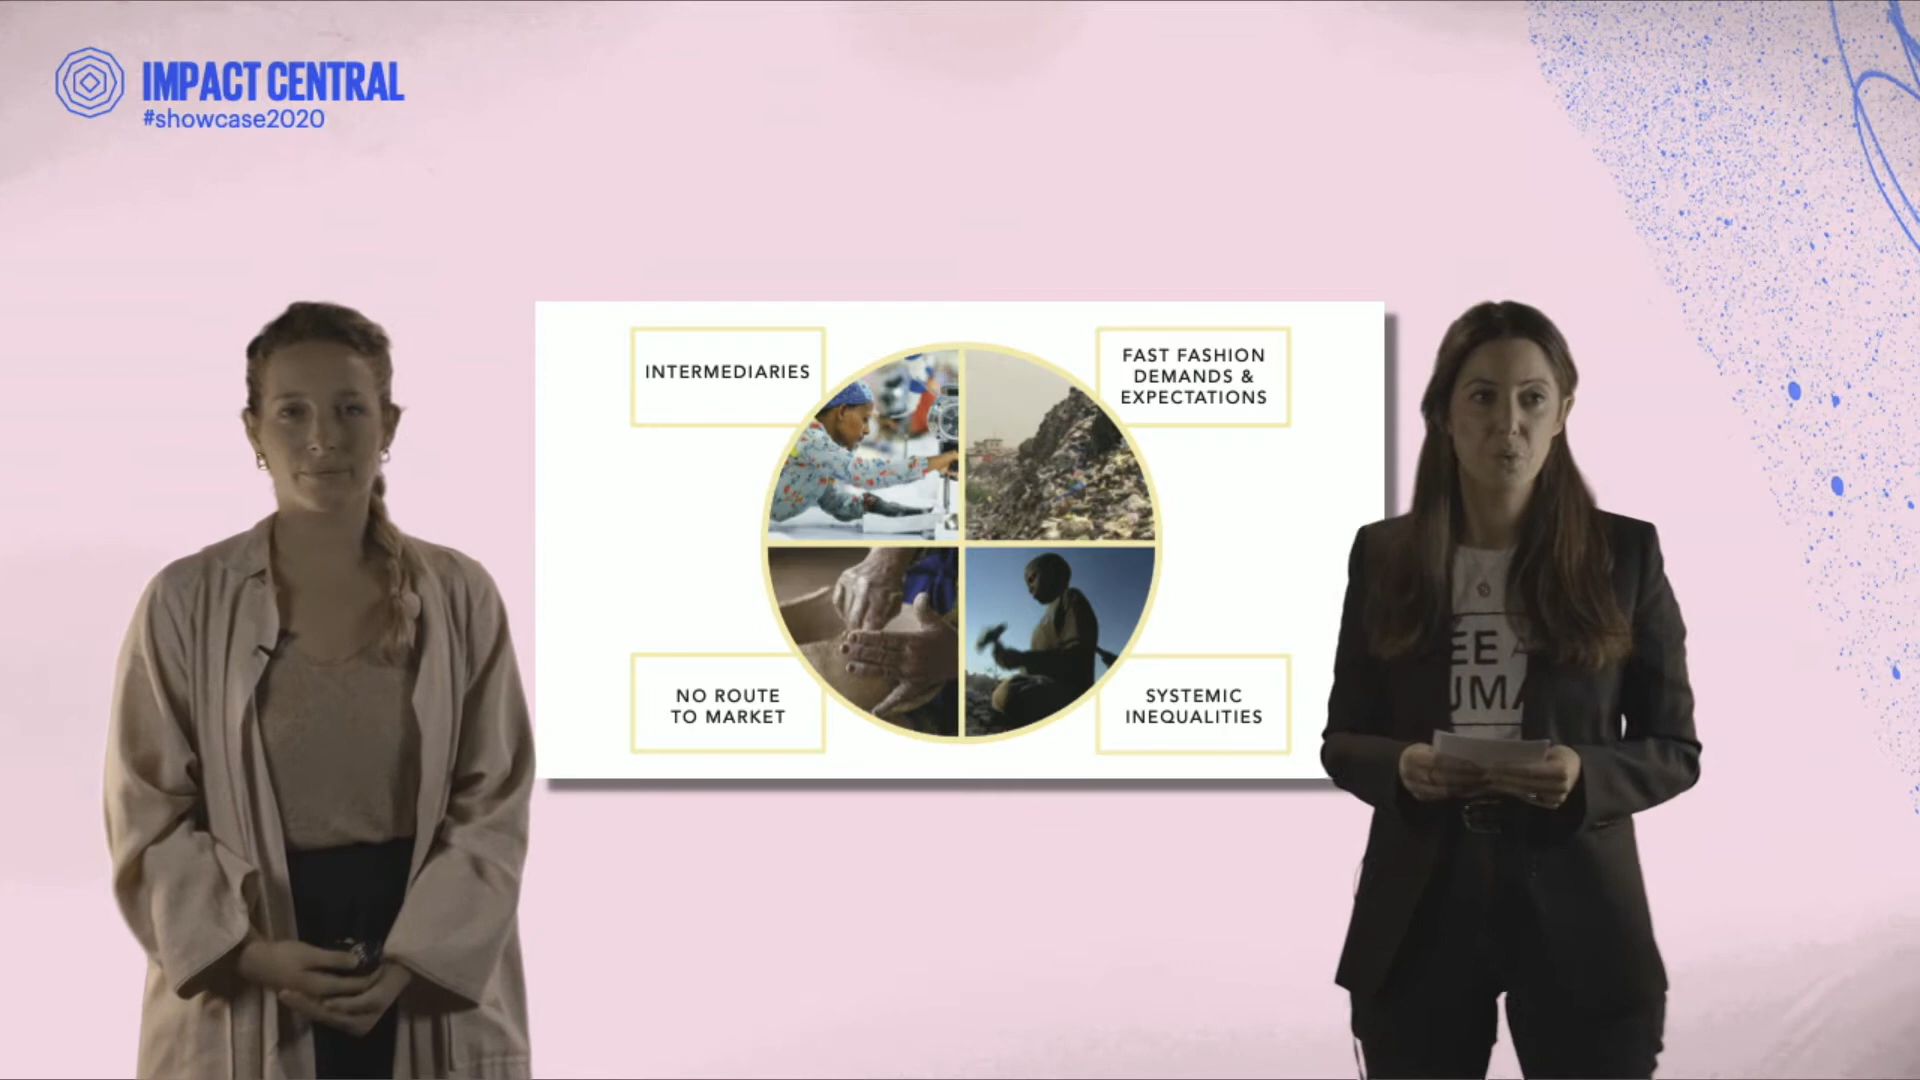 IMPACT CENTRAL
#showcase2020
INTERMEDIARIES
FAST FASHION
DEMANDS &
EXPECTATIONS
NO ROUTE
TO MARKET
SYSTEMIC
INEQUALITIES